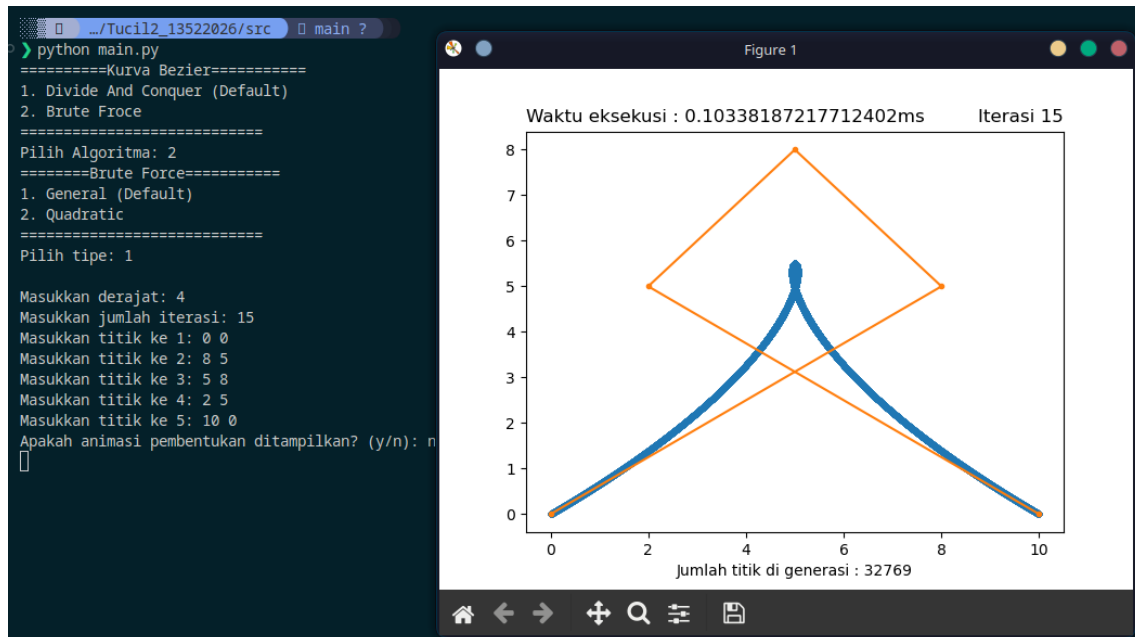 …/Tucil2_13522026/src main ?
❯ python main.py
==========Kurva Bezier===========
1. Divide And Conquer (Default)
2. Brute Froce
============================
Pilih Algoritma: 2
========Brute Force===========
1. General (Default)
2. Quadratic
============================
Pilih tipe: 1
Masukkan derajat: 4
Masukkan jumlah iterasi: 15
Masukkan titik ke 1: 0 0
Masukkan titik ke 2: 8 5
Masukkan titik ke 3: 5 8
Masukkan titik ke 4: 2 5
Masukkan titik ke 5: 10 0
Apakah animasi pembentukan ditampilkan? (y/n): n
Figure 1
Waktu eksekusi : 0.10338187217712402ms Iterasi 15
8
7
6
5
4
3
2
1
0
0 2 4 6 8 10
Jumlah titik di generasi : 32769